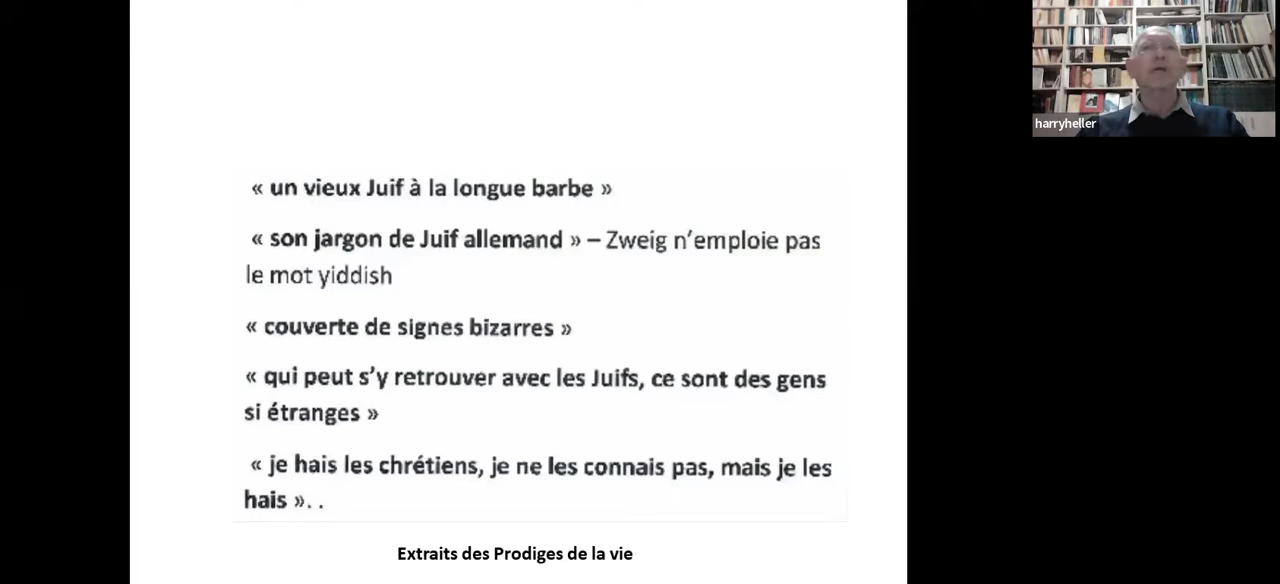 harryheller
« un vieux Juif à la longue barbe »
« son jargon de Juif allemand » – Zweig n’emploie pas
le mot yiddish
« couverte de signes bizarres »
« qui peut s’y retrouver avec les Juifs, ce sont des gens
si étranges »
« je hais les chrétiens, je ne les connais pas, mais je les
hais ». .
Extraits des Prodiges de la vie